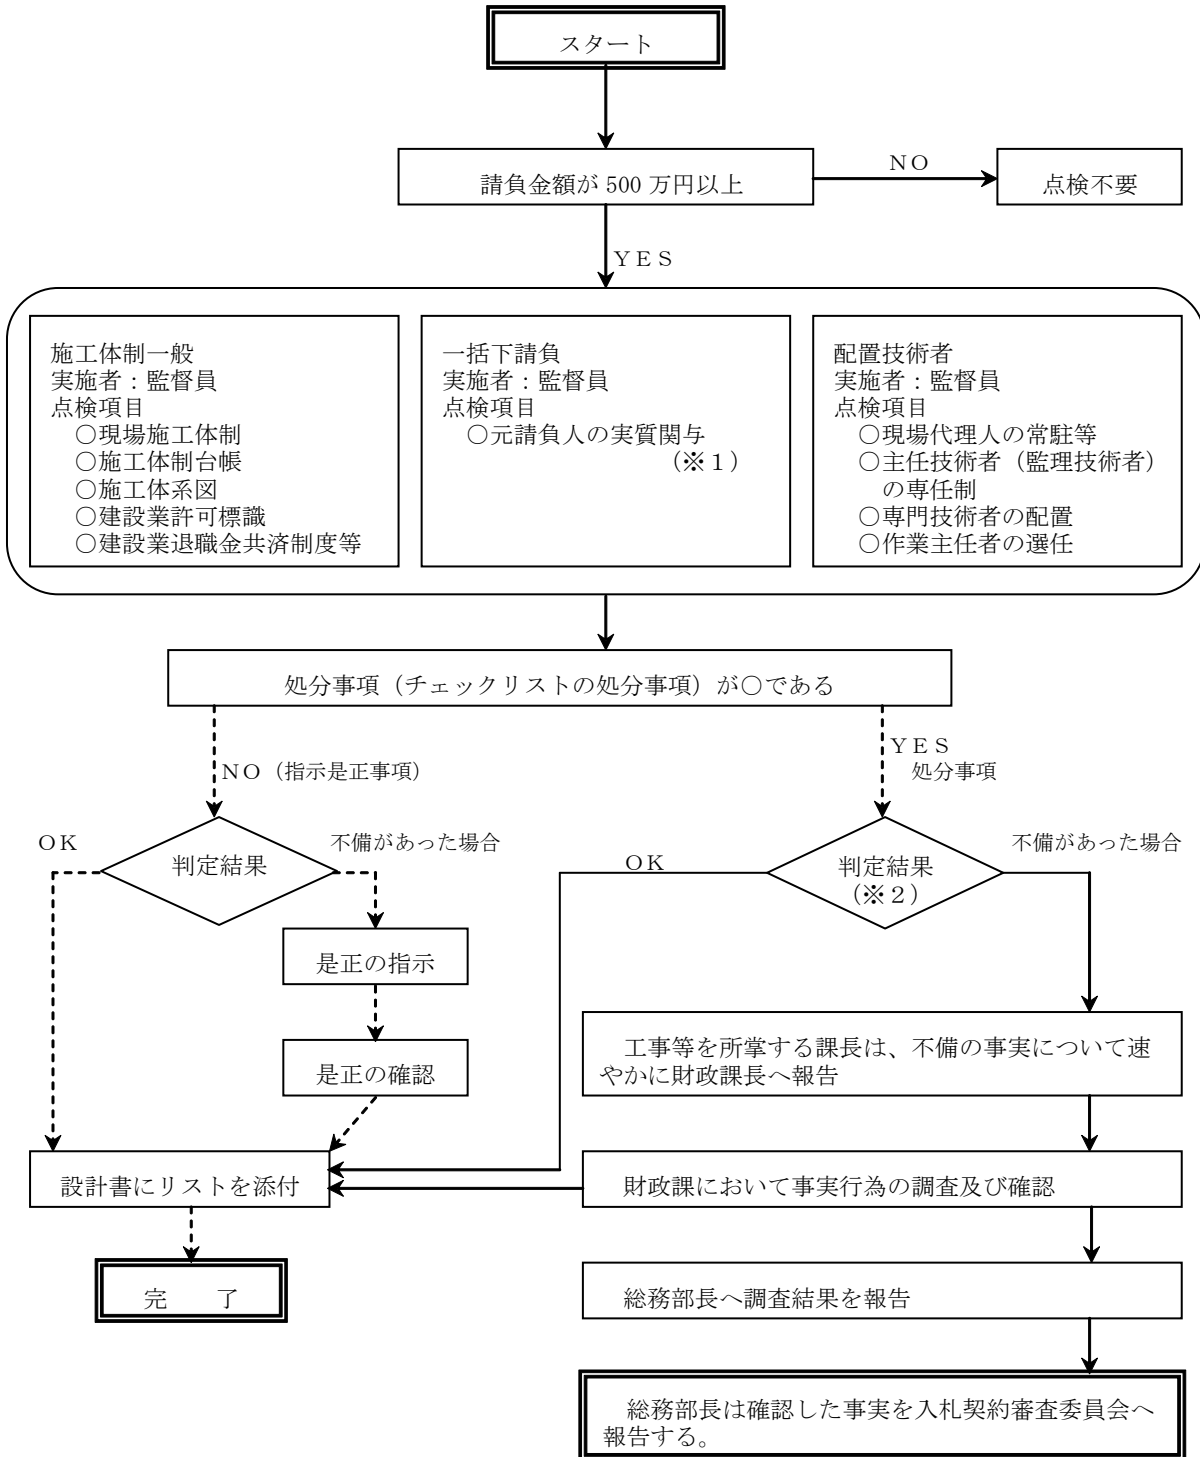 スタート
請負金額が 500 万円以上
ＮＯ
点検不要
ＹＥＳ
施工体制一般
実施者：監督員
点検項目
○現場施工体制
○施工体制台帳
○施工体系図
○建設業許可標識
○建設業退職金共済制度等
一括下請負
実施者：監督員
点検項目
○元請負人の実質関与
（※１）
配置技術者
実施者：監督員
点検項目
○現場代理人の常駐等
○主任技術者（監理技術者）
の専任制
○専門技術者の配置
○作業主任者の選任
処分事項（チェックリストの処分事項）が○である
ＮＯ（指示是正事項）
ＹＥＳ
処分事項
ＯＫ
判定結果
不備があった場合
ＯＫ
判定結果
（※２）
不備があった場合
是正の指示
是正の確認
工事等を所掌する課長は、不備の事実について速
やかに財政課長へ報告
設計書にリストを添付
財政課において事実行為の調査及び確認
完　　了
総務部長へ調査結果を報告
総務部長は確認した事実を入札契約審査委員会へ
報告する。